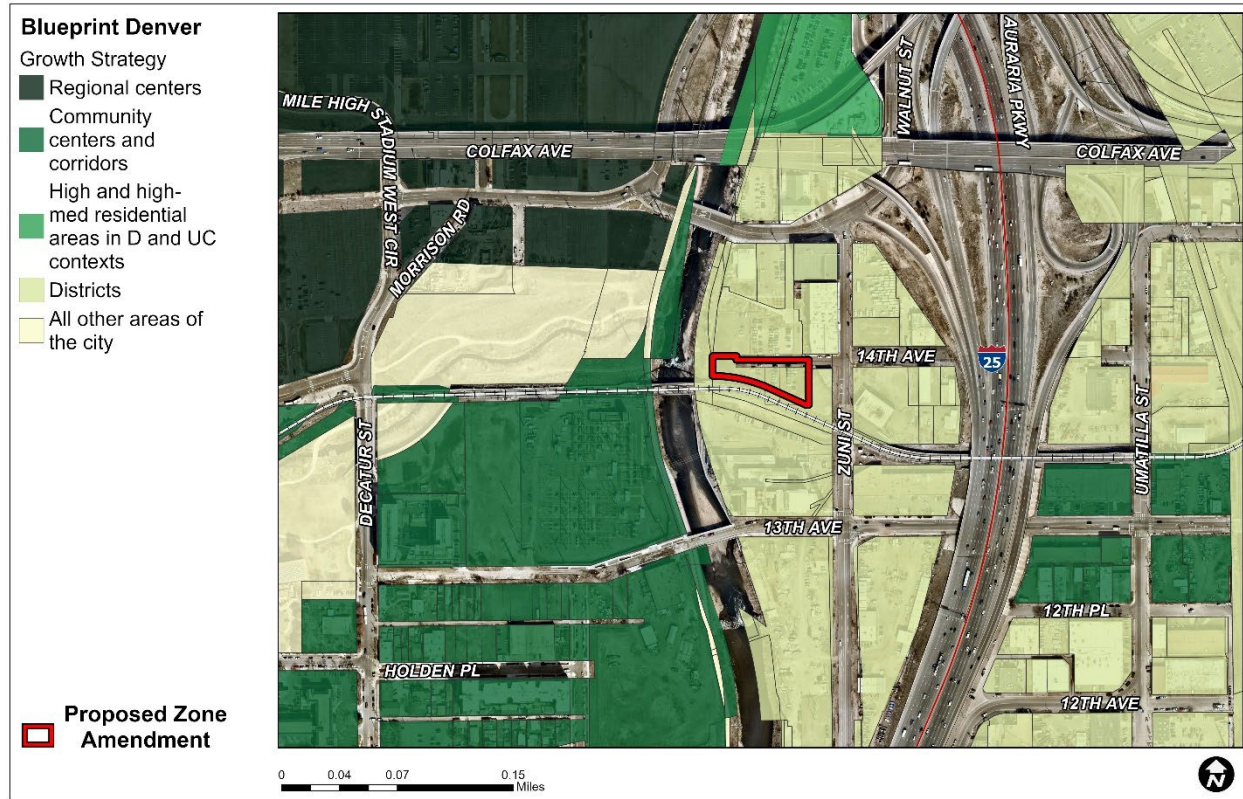 Blueprint Denver
Growth Strategy
Regional centers
Community
centers and
corridors
High and high-
med residential
areas in D and UC
contexts
Districts
All other areas of
the city
Proposed Zone
Amendment
MILE HIGH STADIUM WEST CIR
COLFAX AVE
WALNUT ST
AURARIA PKWY
COLFAX AVE
MORRISON RD
14TH AVE
25
DECATUR ST
ZUNI ST
UMATILLA ST
13TH AVE
12TH PL
HOLDEN PL
12TH AVE
0 0.04 0.07 0.15
Miles
N